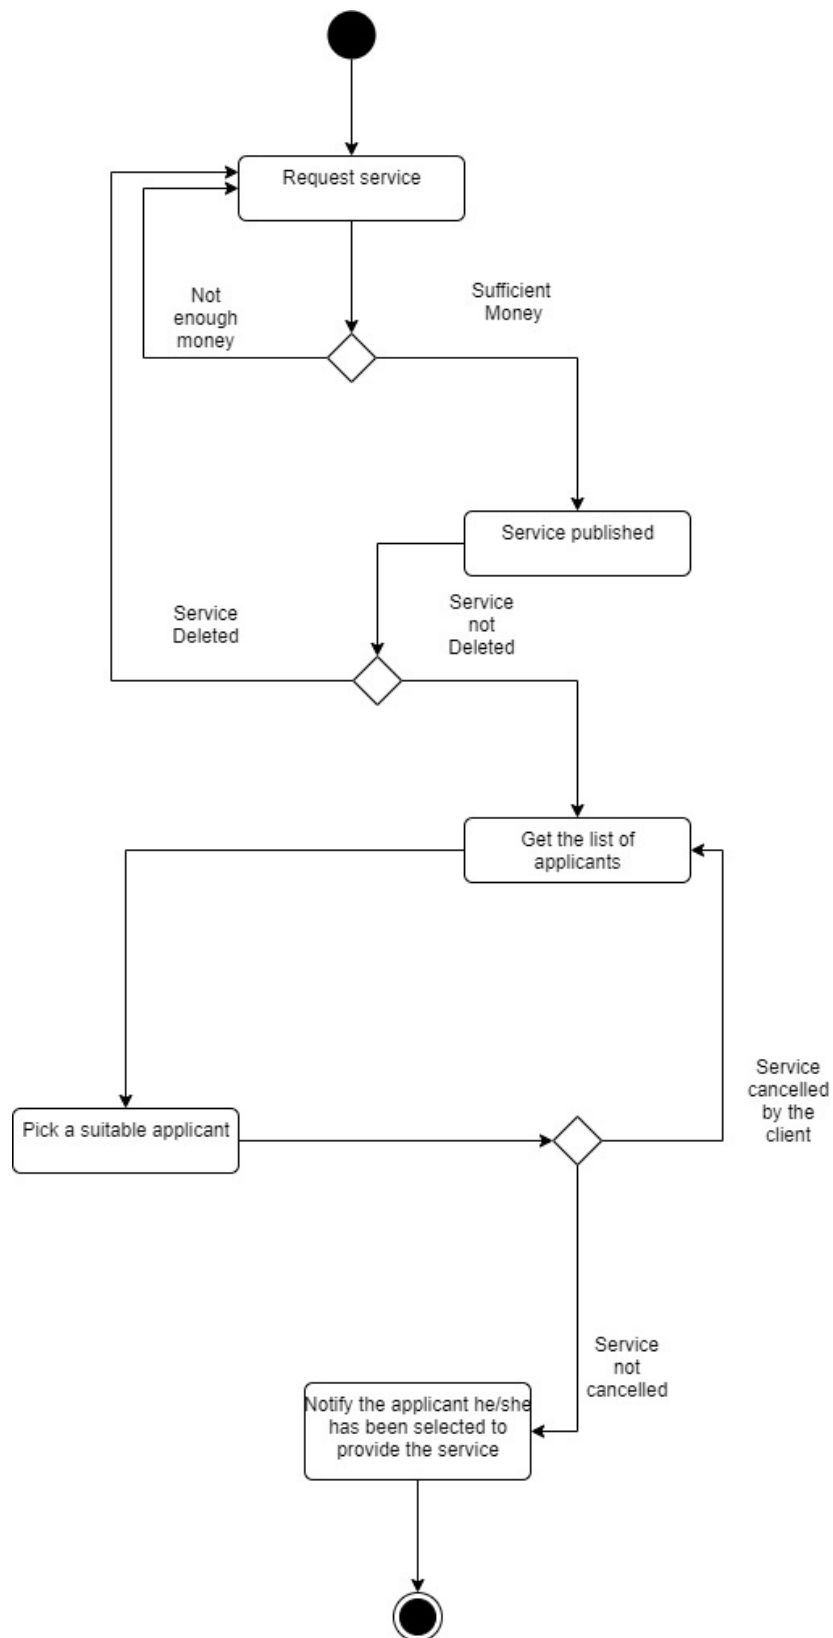 Request service
Not
enough
money
Sufficient
Money
Service published
Service
Deleted
Service
not
Deleted
Get the list of
applicants
Pick a suitable applicant
Service
cancelled
by the
client
Service
not
cancelled
Notify the applicant he/she
has been selected to
provide the service